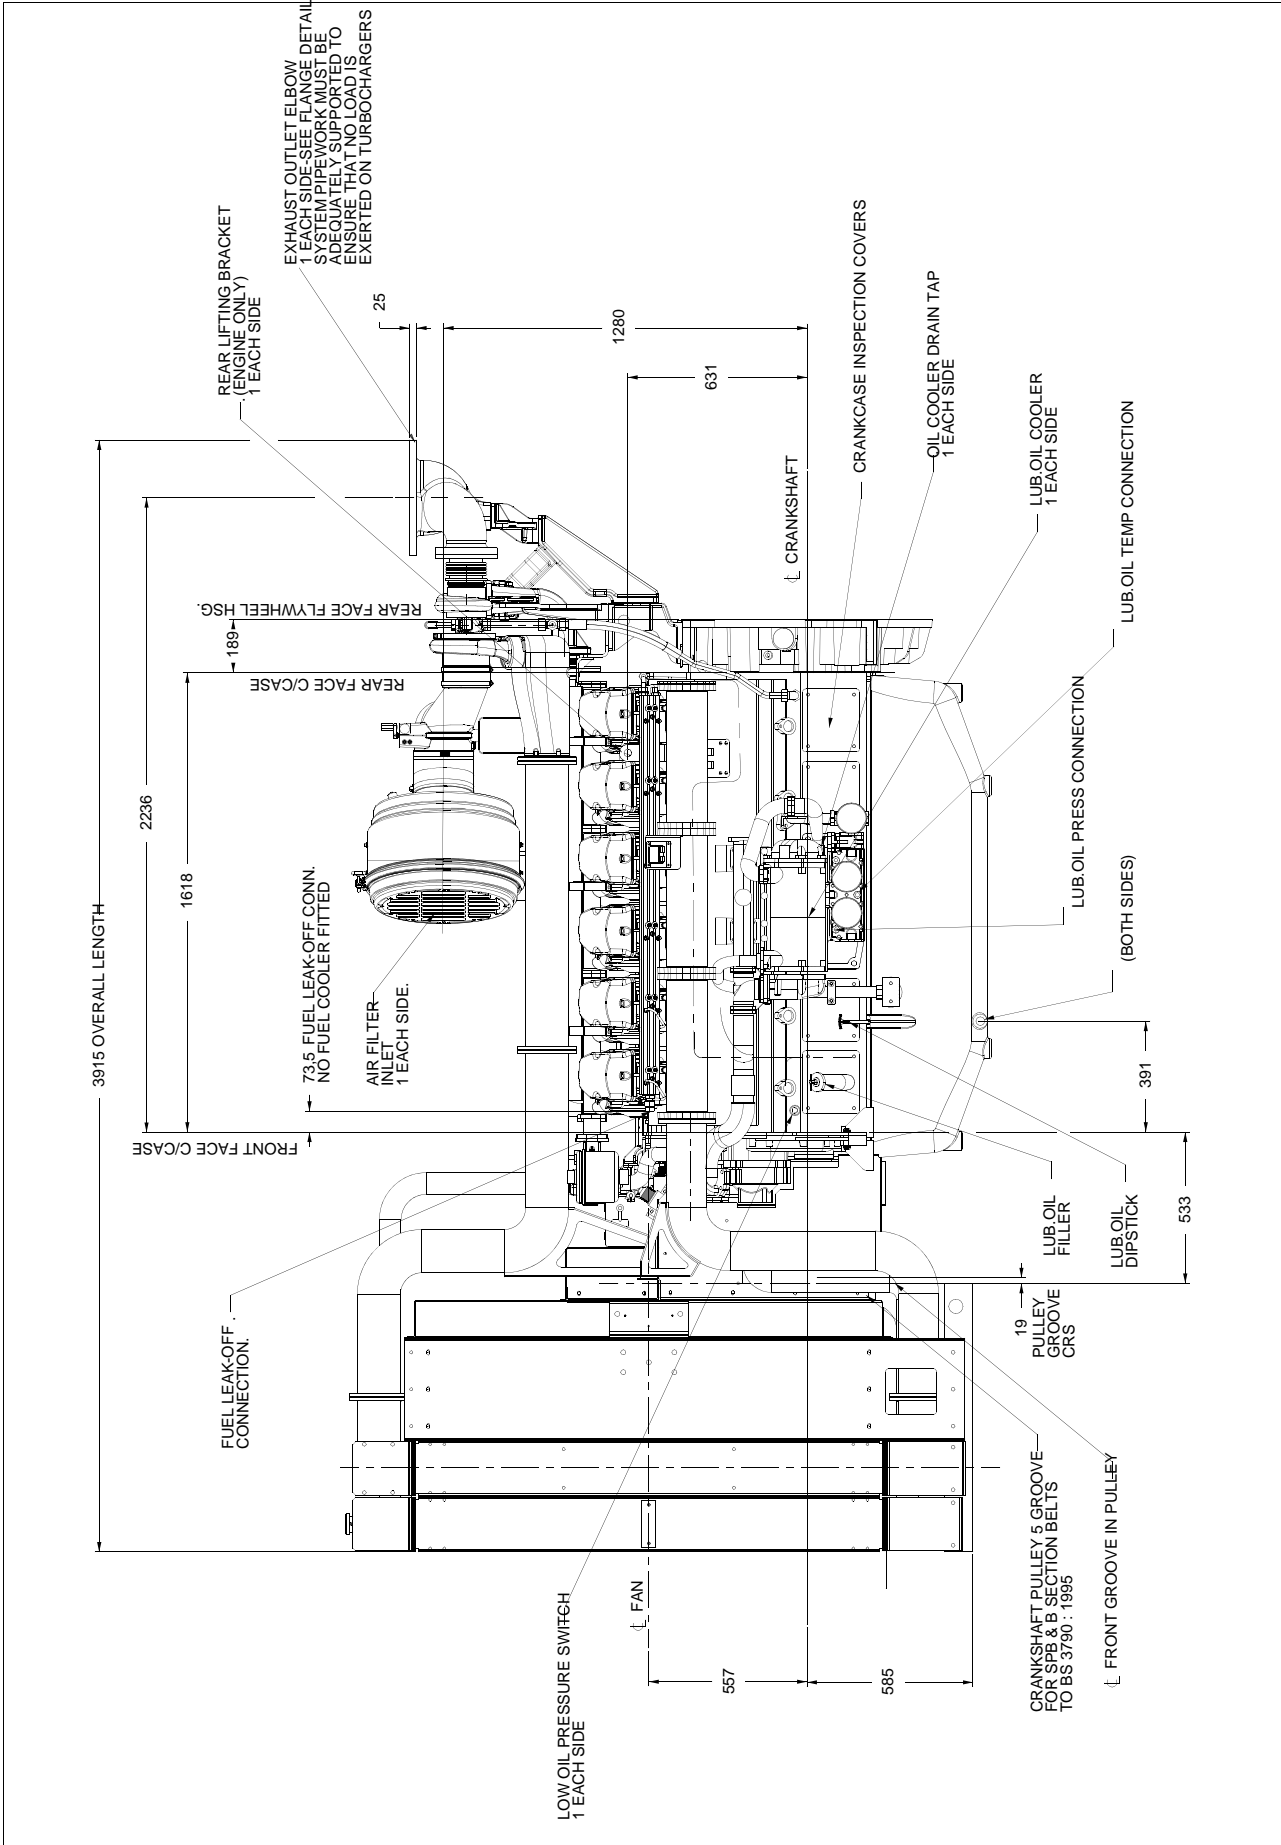 EXHAUST OUTLET ELBOW
1 EACH SIDE-SEE FLANGE DETAIL
SYSTEM PIPEWORK MUST BE
ADEQUATELY SUPPORTED TO
ENSURE THAT NO LOAD IS
EXERTED ON TURBOCHARGERS
REAR LIFTING BRACKET
(ENGINE ONLY)
1 EACH SIDE
25
1280
631
3915 OVERALL LENGTH
2236
1618
189
REAR FACE FLYWHEEL HSG.
REAR FACE C/CASE
FRONT FACE C/CASE
73,5 FUEL LEAK-OFF CONN.
NO FUEL COOLER FITTED
AIR FILTER
INLET
1 EACH SIDE.
FUEL LEAK-OFF .
CONNECTION.
℄ CRANKSHAFT
CRANKCASE INSPECTION COVERS
OIL COOLER DRAIN TAP
1 EACH SIDE
LUB.OIL COOLER
1 EACH SIDE
LUB.OIL TEMP CONNECTION
LUB.OIL PRESS CONNECTION
(BOTH SIDES)
391
533
LUB.OIL
FILLER
LUB.OIL
DIPSTICK
19
PULLEY
GROOVE
CRS
LOW OIL PRESSURE SWITCH
1 EACH SIDE
℄ FAN
557
585
CRANKSHAFT PULLEY 5 GROOVE
FOR SPB & B SECTION BELTS
TO BS 3790 : 1995
℄ FRONT GROOVE IN PULLEY